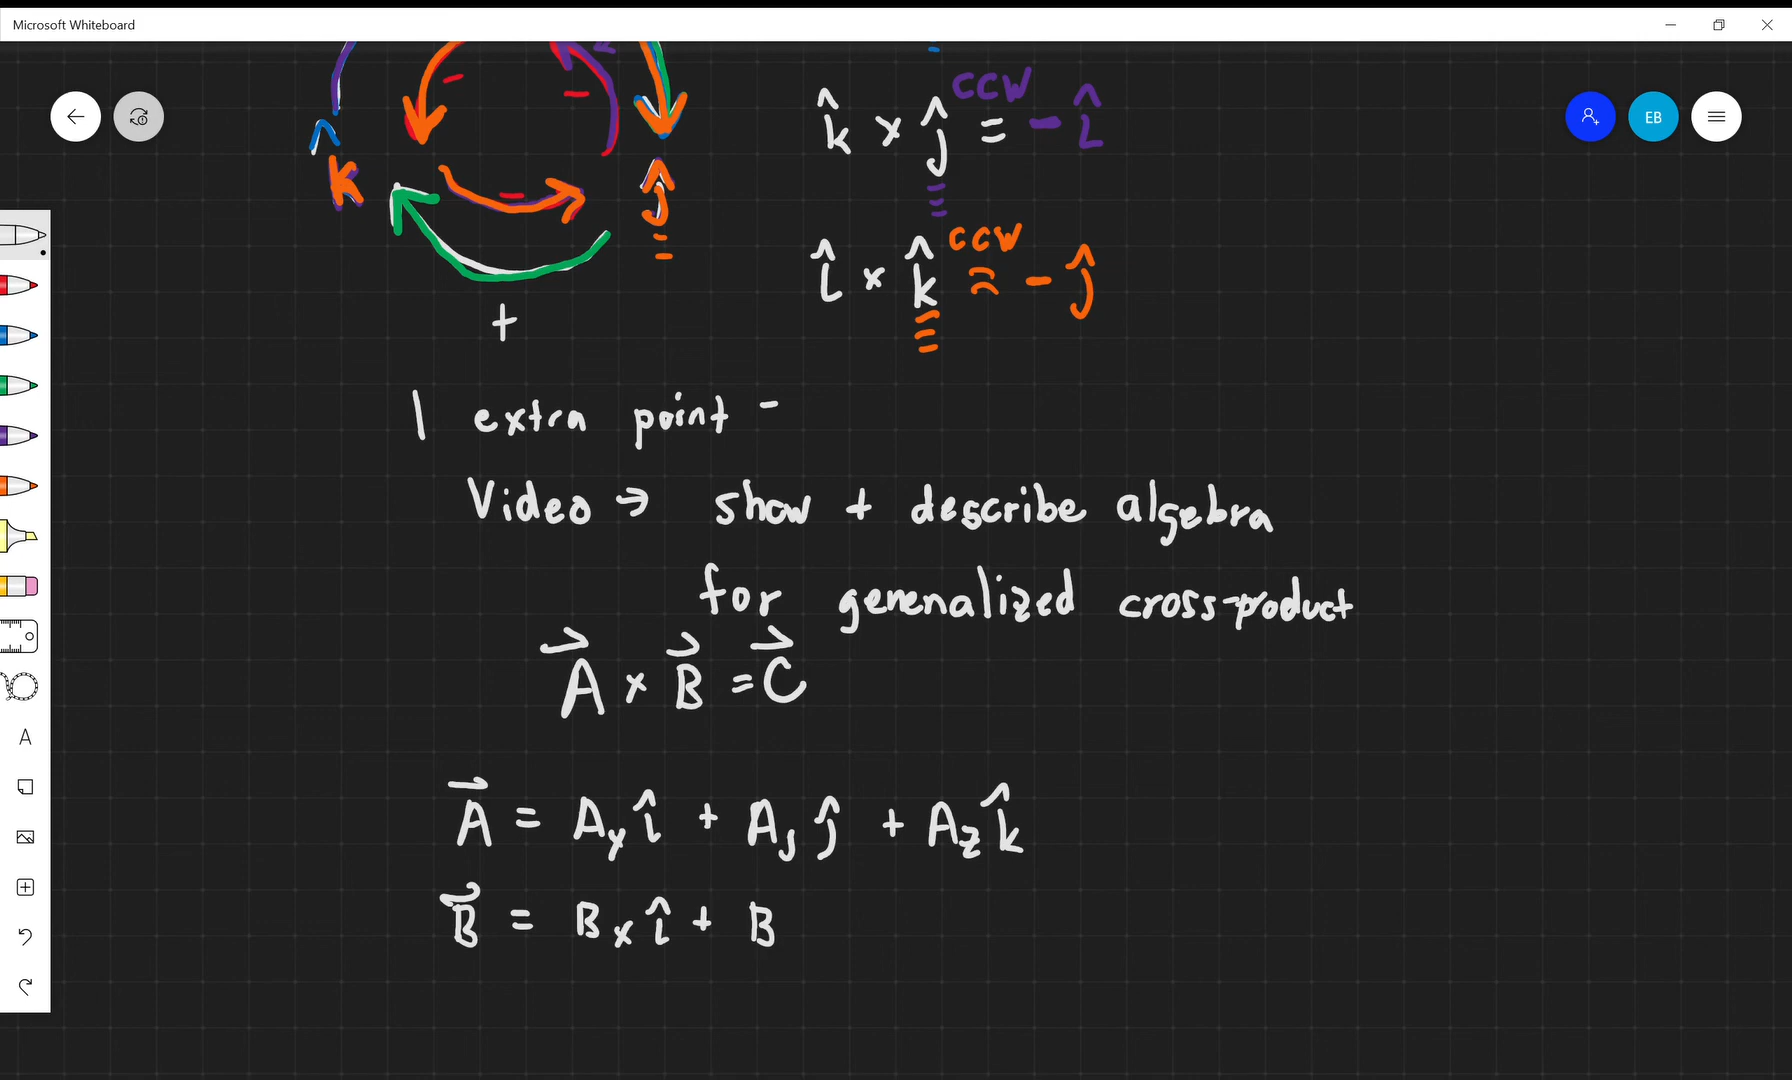 Microsoft Whiteboard
EB
- -
k̂ × ĵ = - î
CCW
k̂
-
ĵ
î × k̂ = - ĵ
CCW
+
1 extra point -
Video → show + describe algebra
for generalized cross-product
A⃗ × B⃗ = C⃗
A
A⃗ = Aₓ î + Aⱼ ĵ + A_z k̂
B⃗ = Bₓ î + B